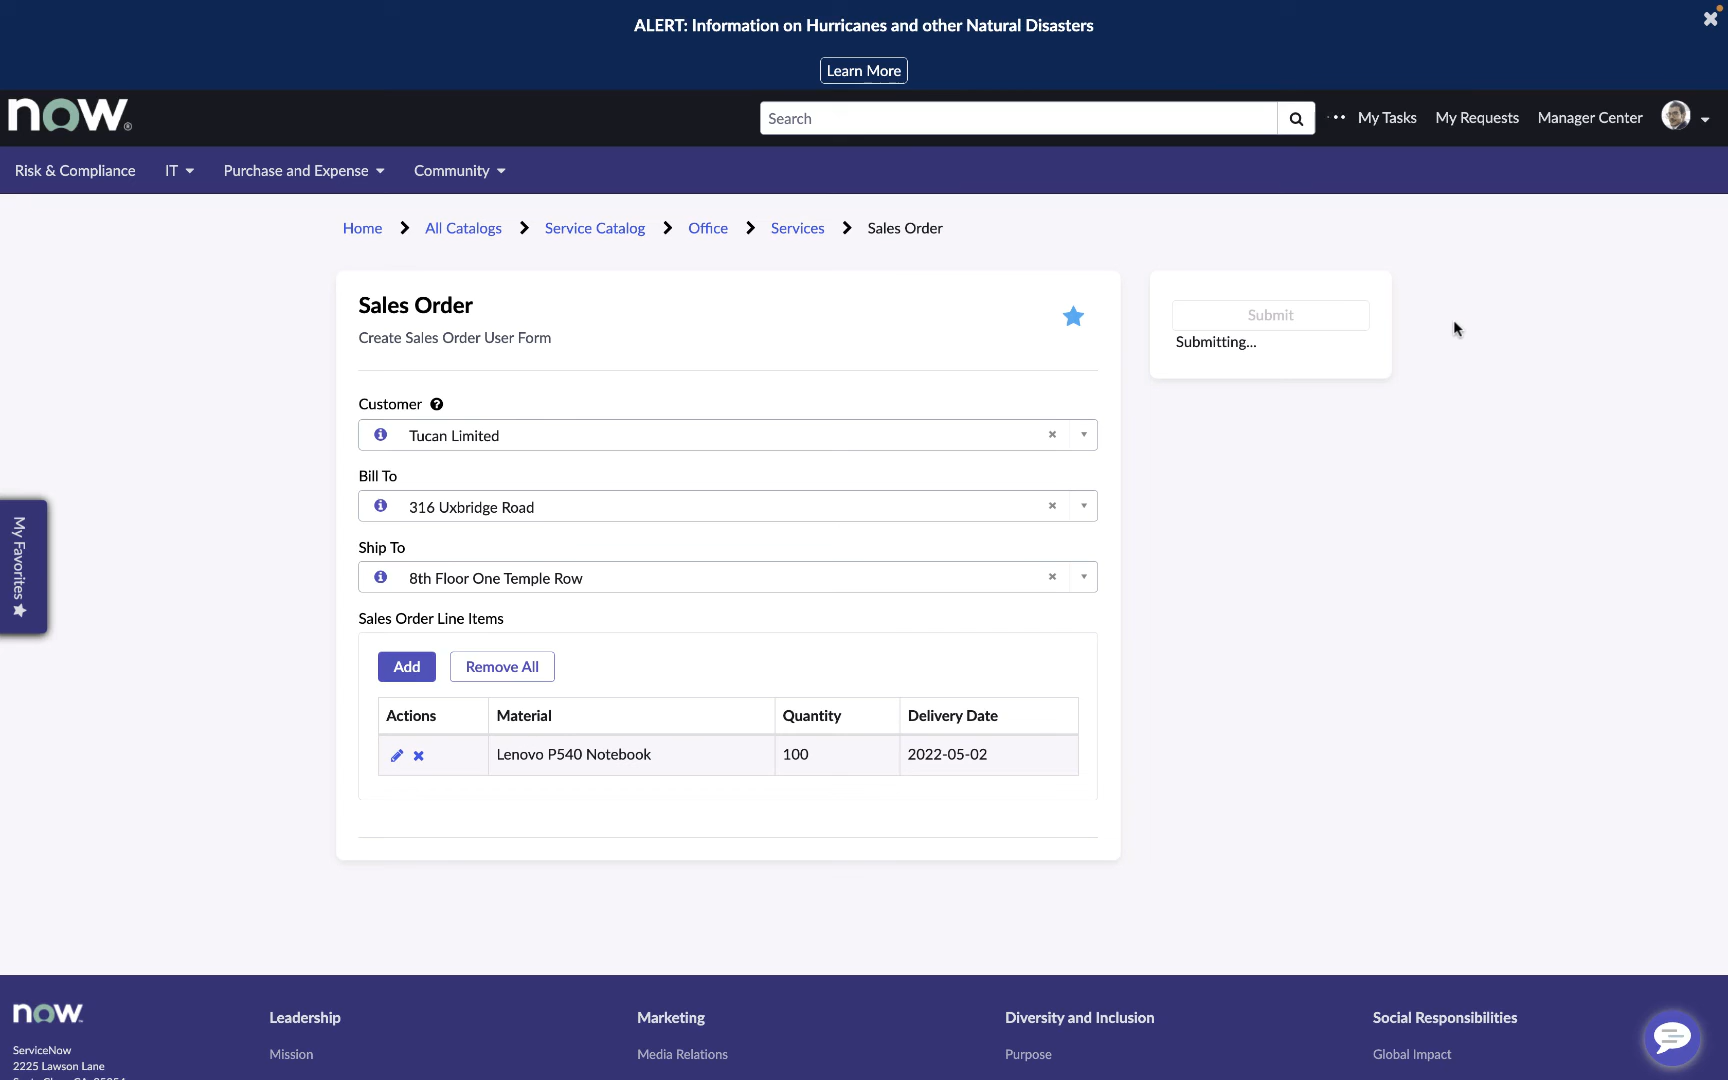 ALERT: Information on Hurricanes and other Natural Disasters
Learn More
now.
Search
My Tasks My Requests Manager Center
Risk & Compliance IT Purchase and Expense Community
Home All Catalogs Service Catalog Office Services Sales Order
Sales Order
Create Sales Order User Form
Submit
Submitting...
Customer
Tucan Limited
Bill To
316 Uxbridge Road
Ship To
8th Floor One Temple Row
My Favorites
Sales Order Line Items
Add Remove All
Actions Material Quantity Delivery Date
Lenovo P540 Notebook 100 2022-05-02
now.
Leadership Marketing Diversity and Inclusion Social Responsibilities
ServiceNow
Mission Media Relations Purpose Global Impact
2225 Lawson Lane